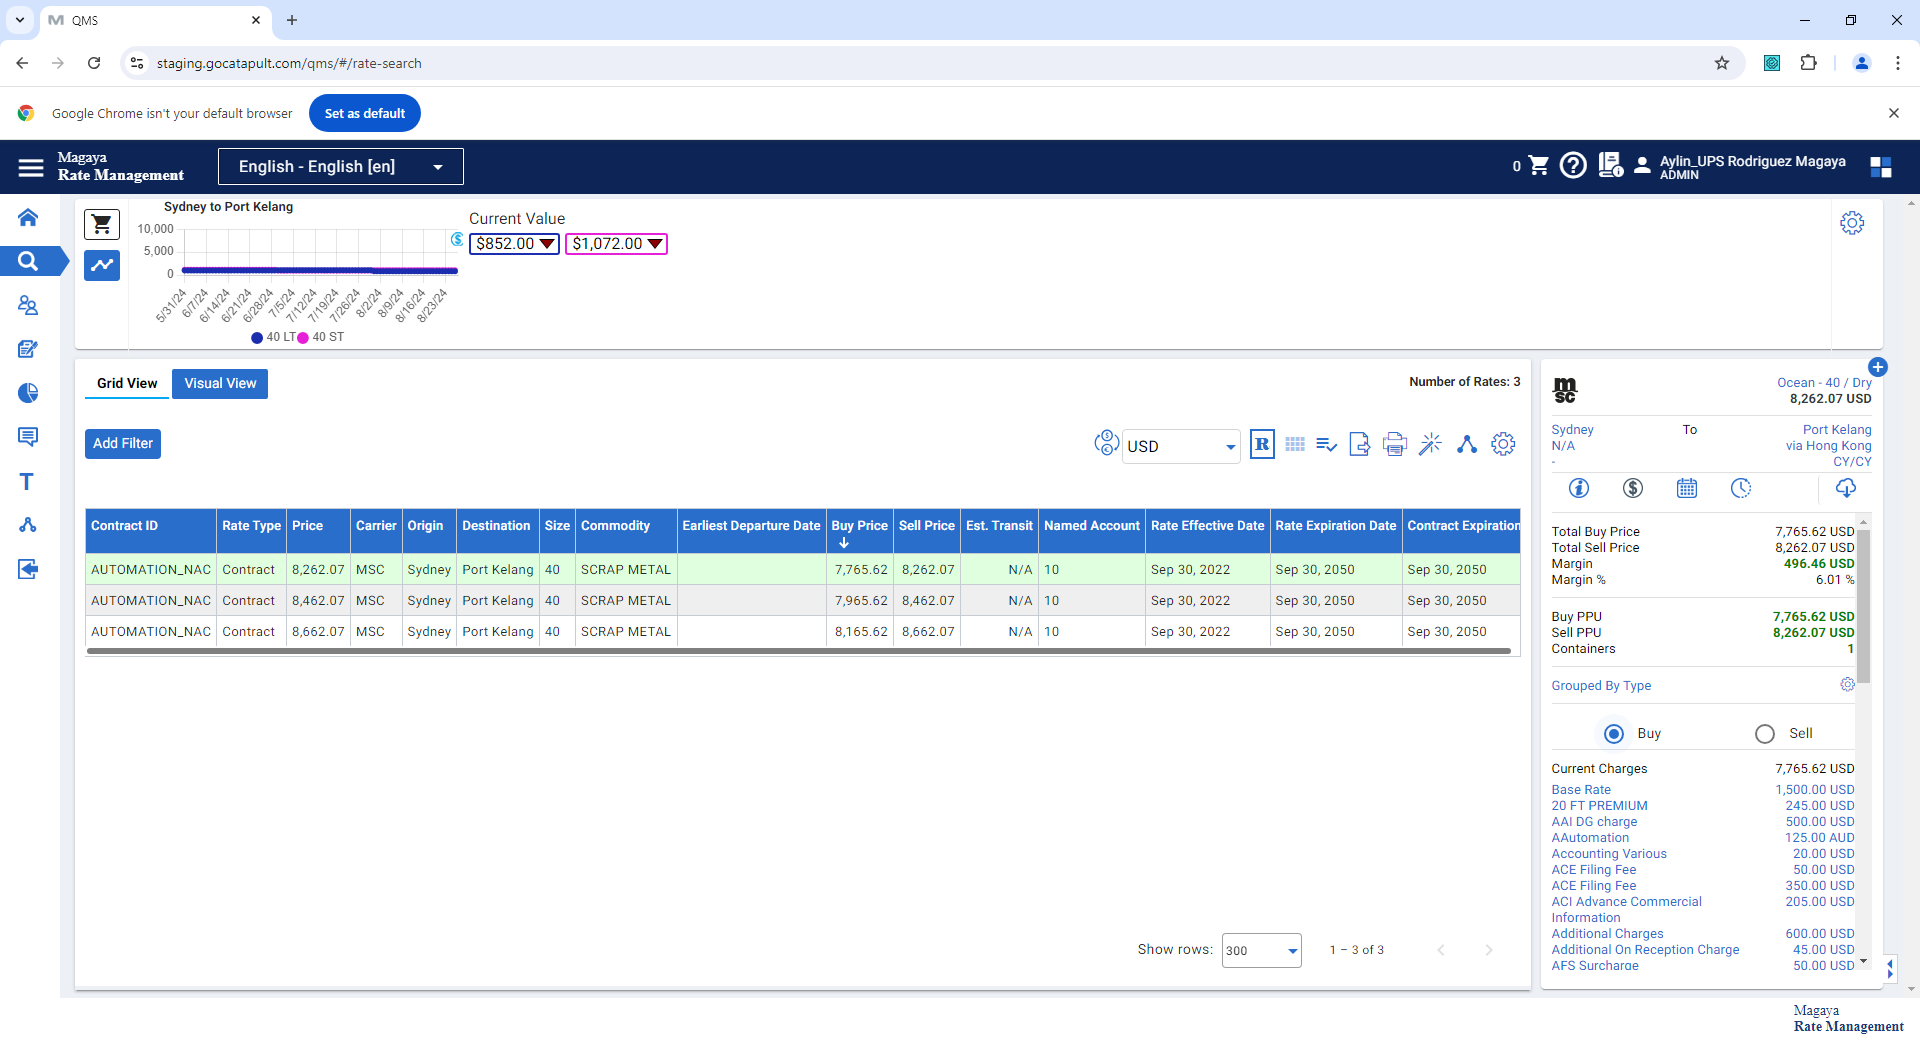 QMS
staging.gocatapult.com/qms/#/rate-search
Google Chrome isn't your default browser
Set as default
Magaya
Rate Management
English - English [en]
0
Aylin_UPS Rodriguez Magaya
ADMIN
Sydney to Port Kelang
10,000
5,000
0
5/31/24
6/7/24
6/14/24
6/21/24
6/28/24
7/5/24
7/12/24
7/19/24
7/26/24
8/2/24
8/9/24
8/16/24
8/23/24
40 LT
40 ST
Current Value
$852.00
$1,072.00
Grid View
Visual View
Number of Rates: 3
Add Filter
USD
R
Contract ID Rate Type Price Carrier Origin Destination Size Commodity Earliest Departure Date Buy Price Sell Price Est. Transit Named Account Rate Effective Date Rate Expiration Date Contract Expiration
AUTOMATION_NAC Contract 8,262.07 MSC Sydney Port Kelang 40 SCRAP METAL 7,765.62 8,262.07 N/A 10 Sep 30, 2022 Sep 30, 2050 Sep 30, 2050
AUTOMATION_NAC Contract 8,462.07 MSC Sydney Port Kelang 40 SCRAP METAL 7,965.62 8,462.07 N/A 10 Sep 30, 2022 Sep 30, 2050 Sep 30, 2050
AUTOMATION_NAC Contract 8,662.07 MSC Sydney Port Kelang 40 SCRAP METAL 8,165.62 8,662.07 N/A 10 Sep 30, 2022 Sep 30, 2050 Sep 30, 2050
Show rows: 300 1 – 3 of 3
msc
Ocean - 40 / Dry
8,262.07 USD
Sydney To Port Kelang
N/A via Hong Kong
- CY/CY
Total Buy Price 7,765.62 USD
Total Sell Price 8,262.07 USD
Margin 496.46 USD
Margin % 6.01 %
Buy PPU 7,765.62 USD
Sell PPU 8,262.07 USD
Containers 1
Grouped By Type
Buy Sell
Current Charges 7,765.62 USD
Base Rate 1,500.00 USD
20 FT PREMIUM 245.00 USD
AAI DG charge 500.00 USD
AAutomation 125.00 AUD
Accounting Various 20.00 USD
ACE Filing Fee 50.00 USD
ACE Filing Fee 350.00 USD
ACI Advance Commercial 205.00 USD
Information
Additional Charges 600.00 USD
Additional On Reception Charge 45.00 USD
AFS Surcharge 50.00 USD
Magaya
Rate Management